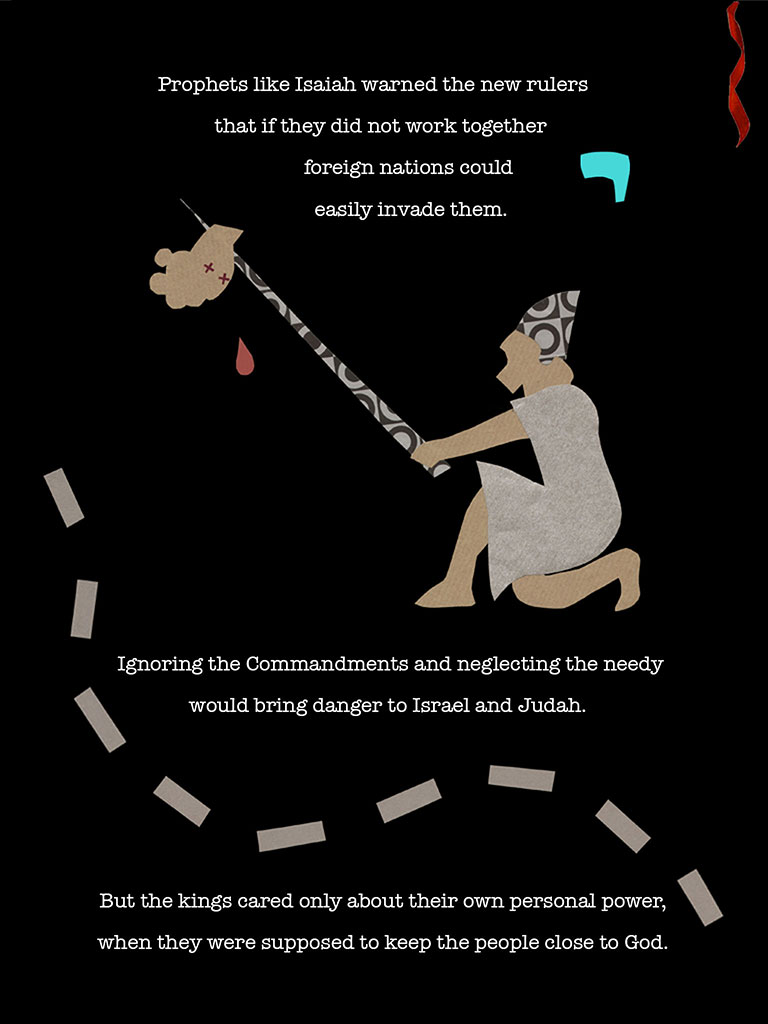 Prophets like Isaiah warned the new rulers
that if they did not work together
foreign nations could
easily invade them.
Ignoring the Commandments and neglecting the needy
would bring danger to Israel and Judah.
But the kings cared only about their own personal power,
when they were supposed to keep the people close to God.